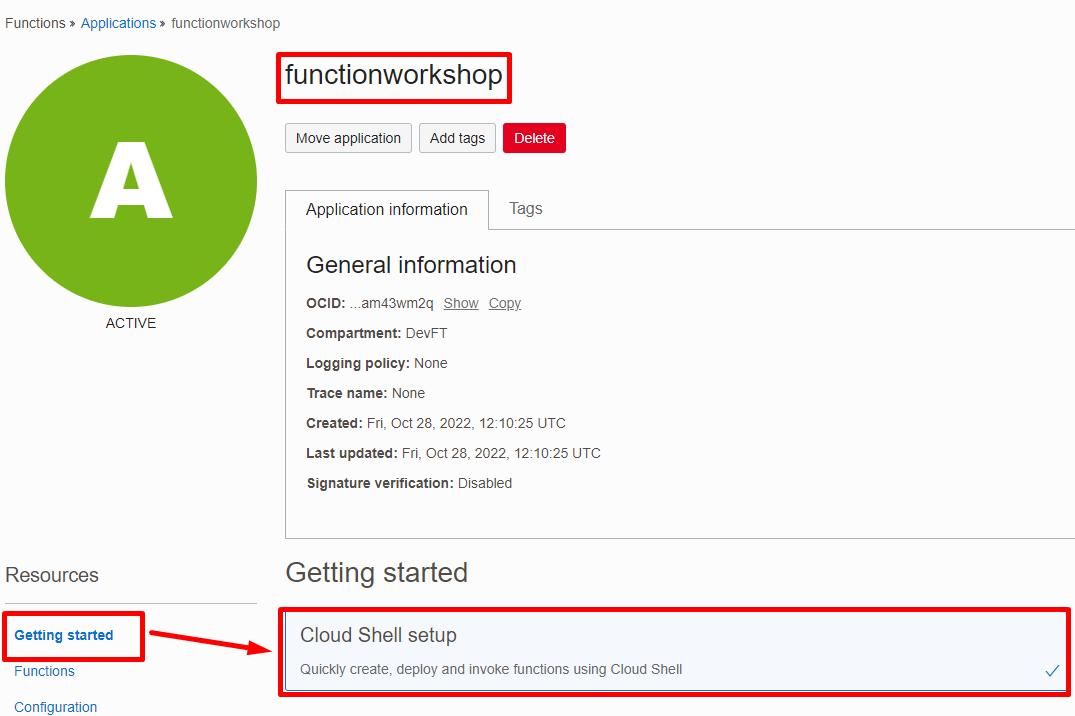 Functions » Applications » functionworkshop
A
ACTIVE
functionworkshop
Move application Add tags Delete
Application information Tags
General information
OCID: ...am43wm2q Show Copy
Compartment: DevFT
Logging policy: None
Trace name: None
Created: Fri, Oct 28, 2022, 12:10:25 UTC
Last updated: Fri, Oct 28, 2022, 12:10:25 UTC
Signature verification: Disabled
Resources
Getting started
Functions
Configuration
Getting started
Cloud Shell setup
Quickly create, deploy and invoke functions using Cloud Shell